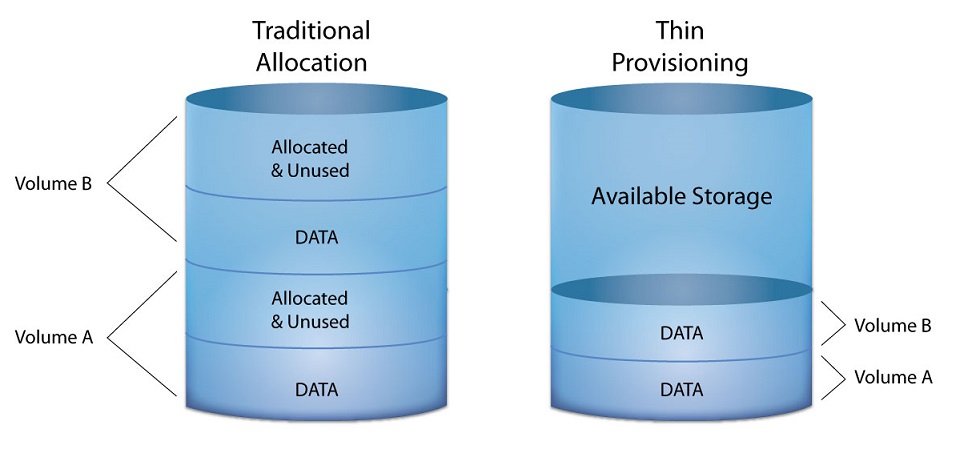 Traditional
Allocation
Allocated
& Unused
Volume B
DATA
Allocated
& Unused
Volume A
DATA
Thin
Provisioning
Available Storage
DATA
Volume B
DATA
Volume A